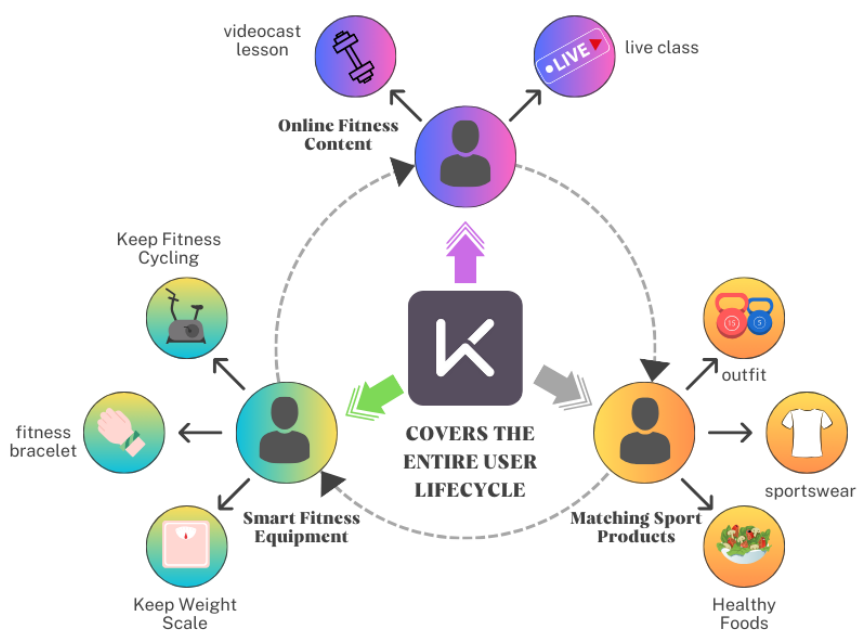 videocast
lesson
LIVE
live class
Online Fitness
Content
Keep Fitness
Cycling
15
5
outfit
fitness
bracelet
COVERS THE
ENTIRE USER
LIFECYCLE
sportswear
Smart Fitness
Equipment
Matching Sport
Products
Keep Weight
Scale
Healthy
Foods